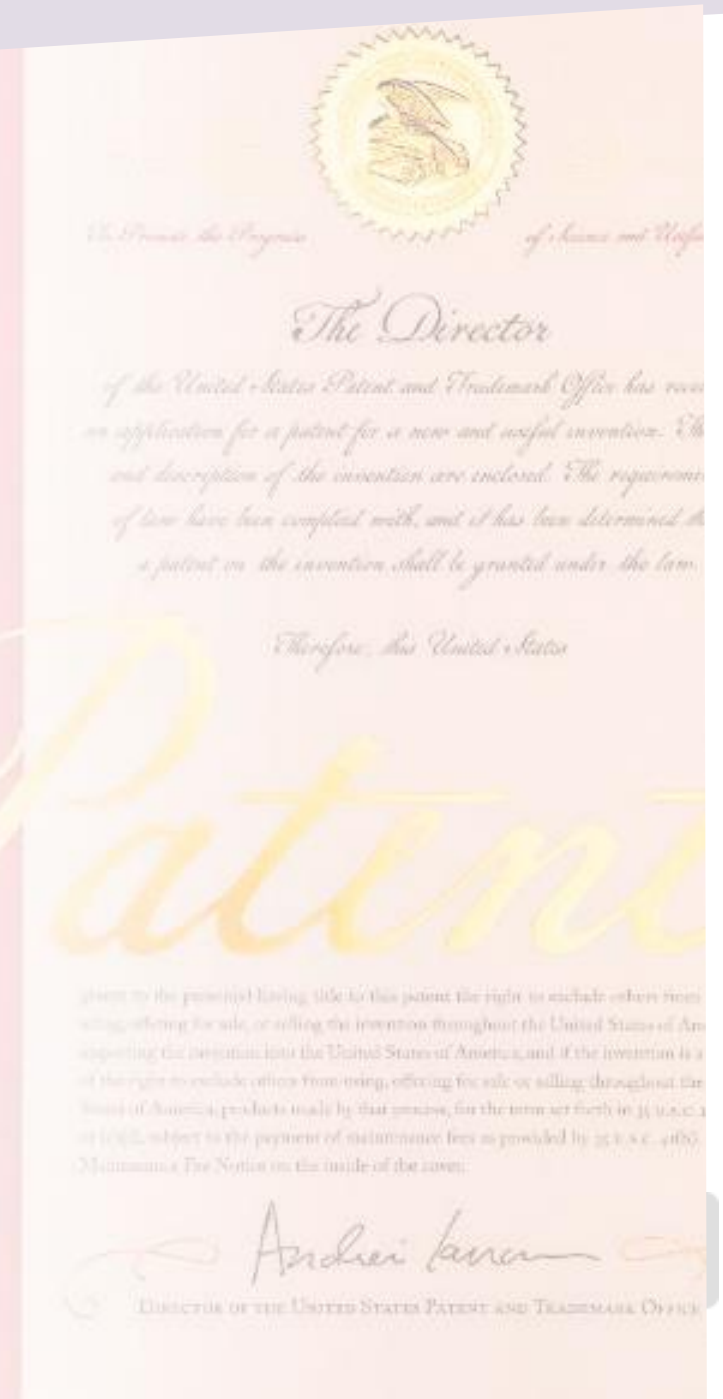 To Promote the Progress of Science and Usefu
The Director
of the United States Patent and Trademark Office has rece
an application for a patent for a new and useful invention. Th
and description of the invention are enclosed. The requireme
of law have been complied with, and it has been determined th
a patent on the invention shall be granted under the law.
Therefore, this United States
Patent
grants to the person(s) having title to this patent the right to exclude others from
using, offering for sale, or selling the invention throughout the United States of Am
importing the invention into the United States of America, and if the invention is a
of the right to exclude others from using, offering for sale or selling throughout the
States of America, products made by that process, for the term set forth in 35 U.S.C. 1
subject to the payment of maintenance fees as provided by 35 U.S.C. 41(b).
Maintenance Fee Notice on the inside of the cover.
Andrei Iancu
Director of the United States Patent and Trademark Office